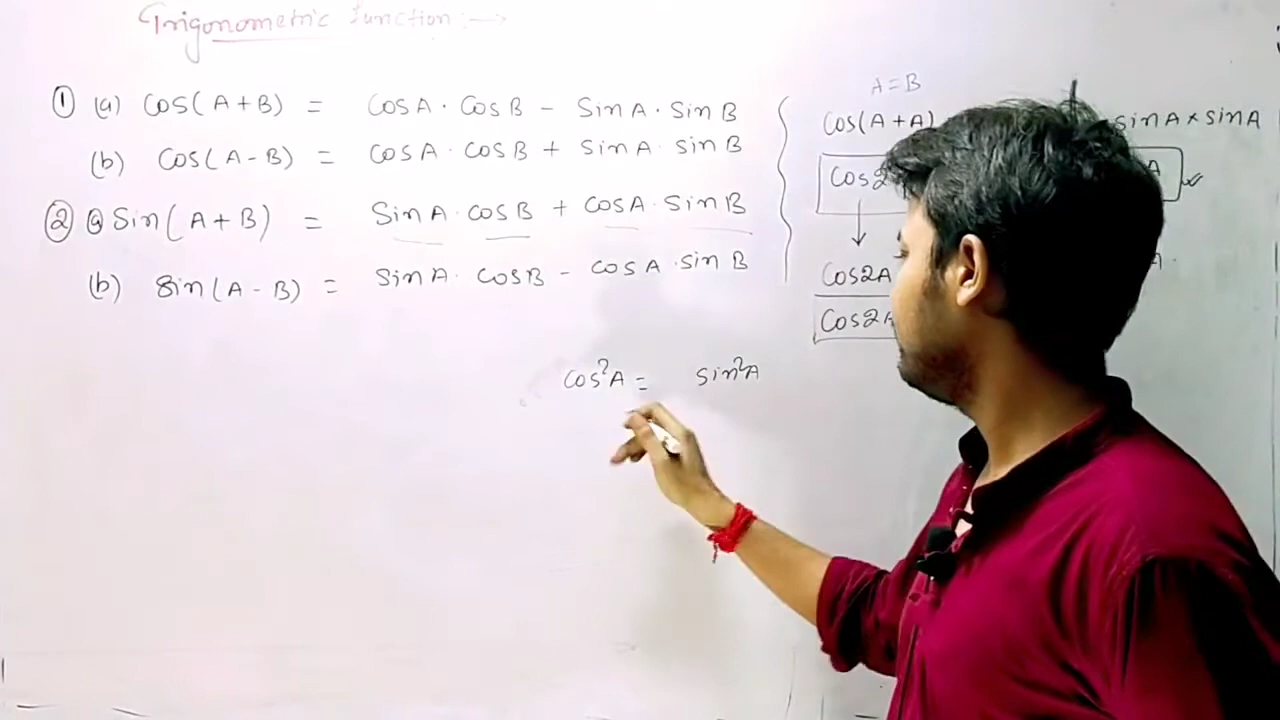 Trigonometric function :→
① (a) Cos(A+B) = CosA·CosB - SinA·SinB
(b) Cos(A-B) = CosA·CosB + SinA·SinB
② @ Sin(A+B) = SinA·CosB + CosA·SinB
(b) Sin(A-B) = SinA·CosB - CosA·SinB
A=B
Cos(A+A) sinA×sinA
Cos2 A
Cos2A A
Cos2A
Cos²A = Sin²A